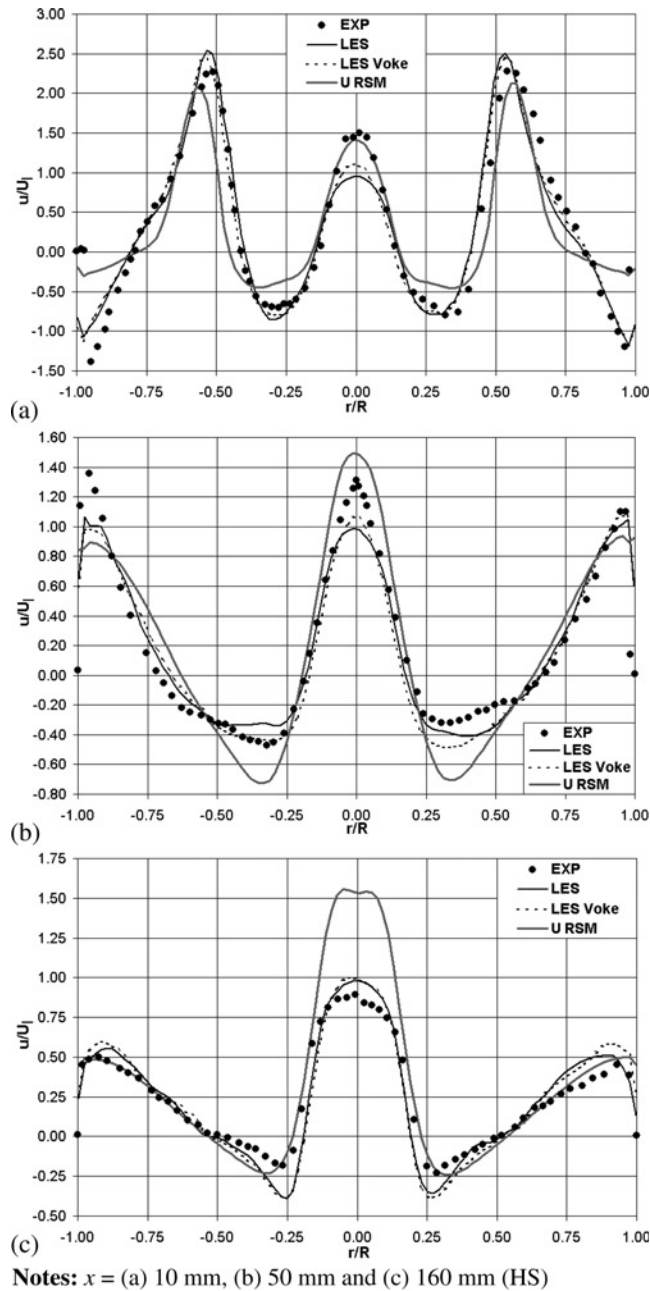 3.00
2.50
2.00
1.50
1.00
0.50
0.00
-0.50
-1.00
-1.50
u/Ul
EXP
LES
LES Voke
U RSM
-1.00 -0.75 -0.50 -0.25 0.00 0.25 0.50 0.75 1.00
r/R
(a)
1.60
1.40
1.20
1.00
0.80
0.60
0.40
0.20
0.00
-0.20
-0.40
-0.60
-0.80
u/Ul
EXP
LES
LES Voke
U RSM
-1.00 -0.75 -0.50 -0.25 0.00 0.25 0.50 0.75 1.00
r/R
(b)
1.75
1.50
1.25
1.00
0.75
0.50
0.25
0.00
-0.25
-0.50
u/Ul
EXP
LES
LES Voke
U RSM
-1.00 -0.75 -0.50 -0.25 0.00 0.25 0.50 0.75 1.00
r/R
(c)
Notes: x = (a) 10 mm, (b) 50 mm and (c) 160 mm (HS)